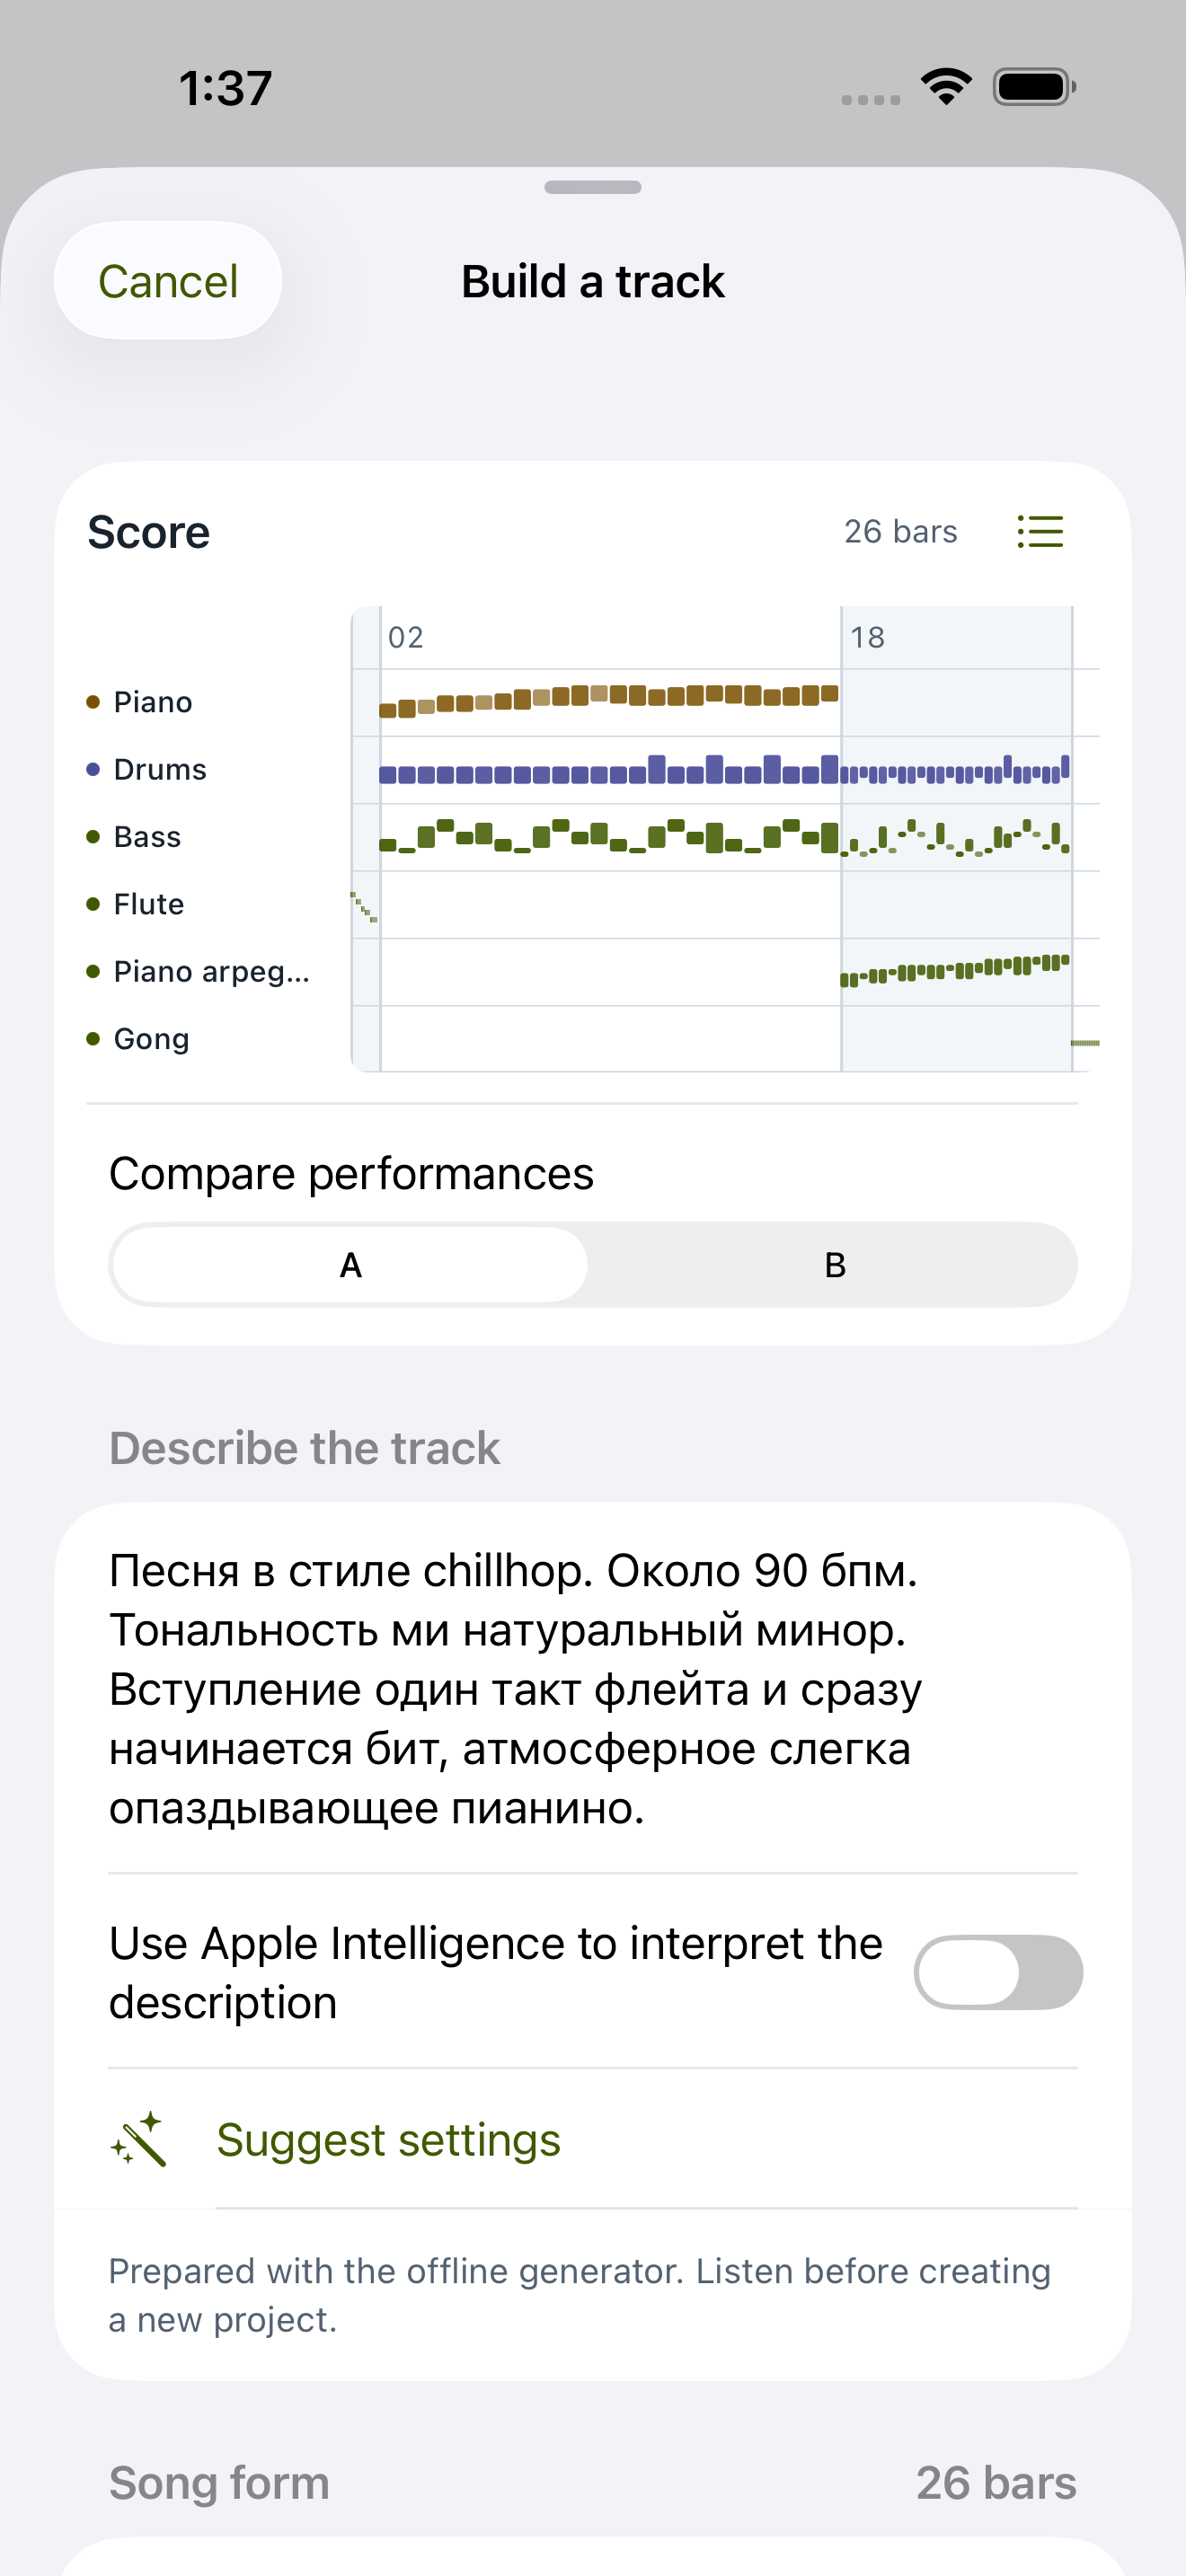 1:37
Cancel
Build a track
Score
26 bars
02
18
Piano
Drums
Bass
Flute
Piano arpeg...
Gong
Compare performances
A
B
Describe the track
Песня в стиле chillhop. Около 90 бпм.
Тональность ми натуральный минор.
Вступление один такт флейта и сразу
начинается бит, атмосферное слегка
опаздывающее пианино.
Use Apple Intelligence to interpret the
description
Suggest settings
Prepared with the offline generator. Listen before creating
a new project.
Song form
26 bars